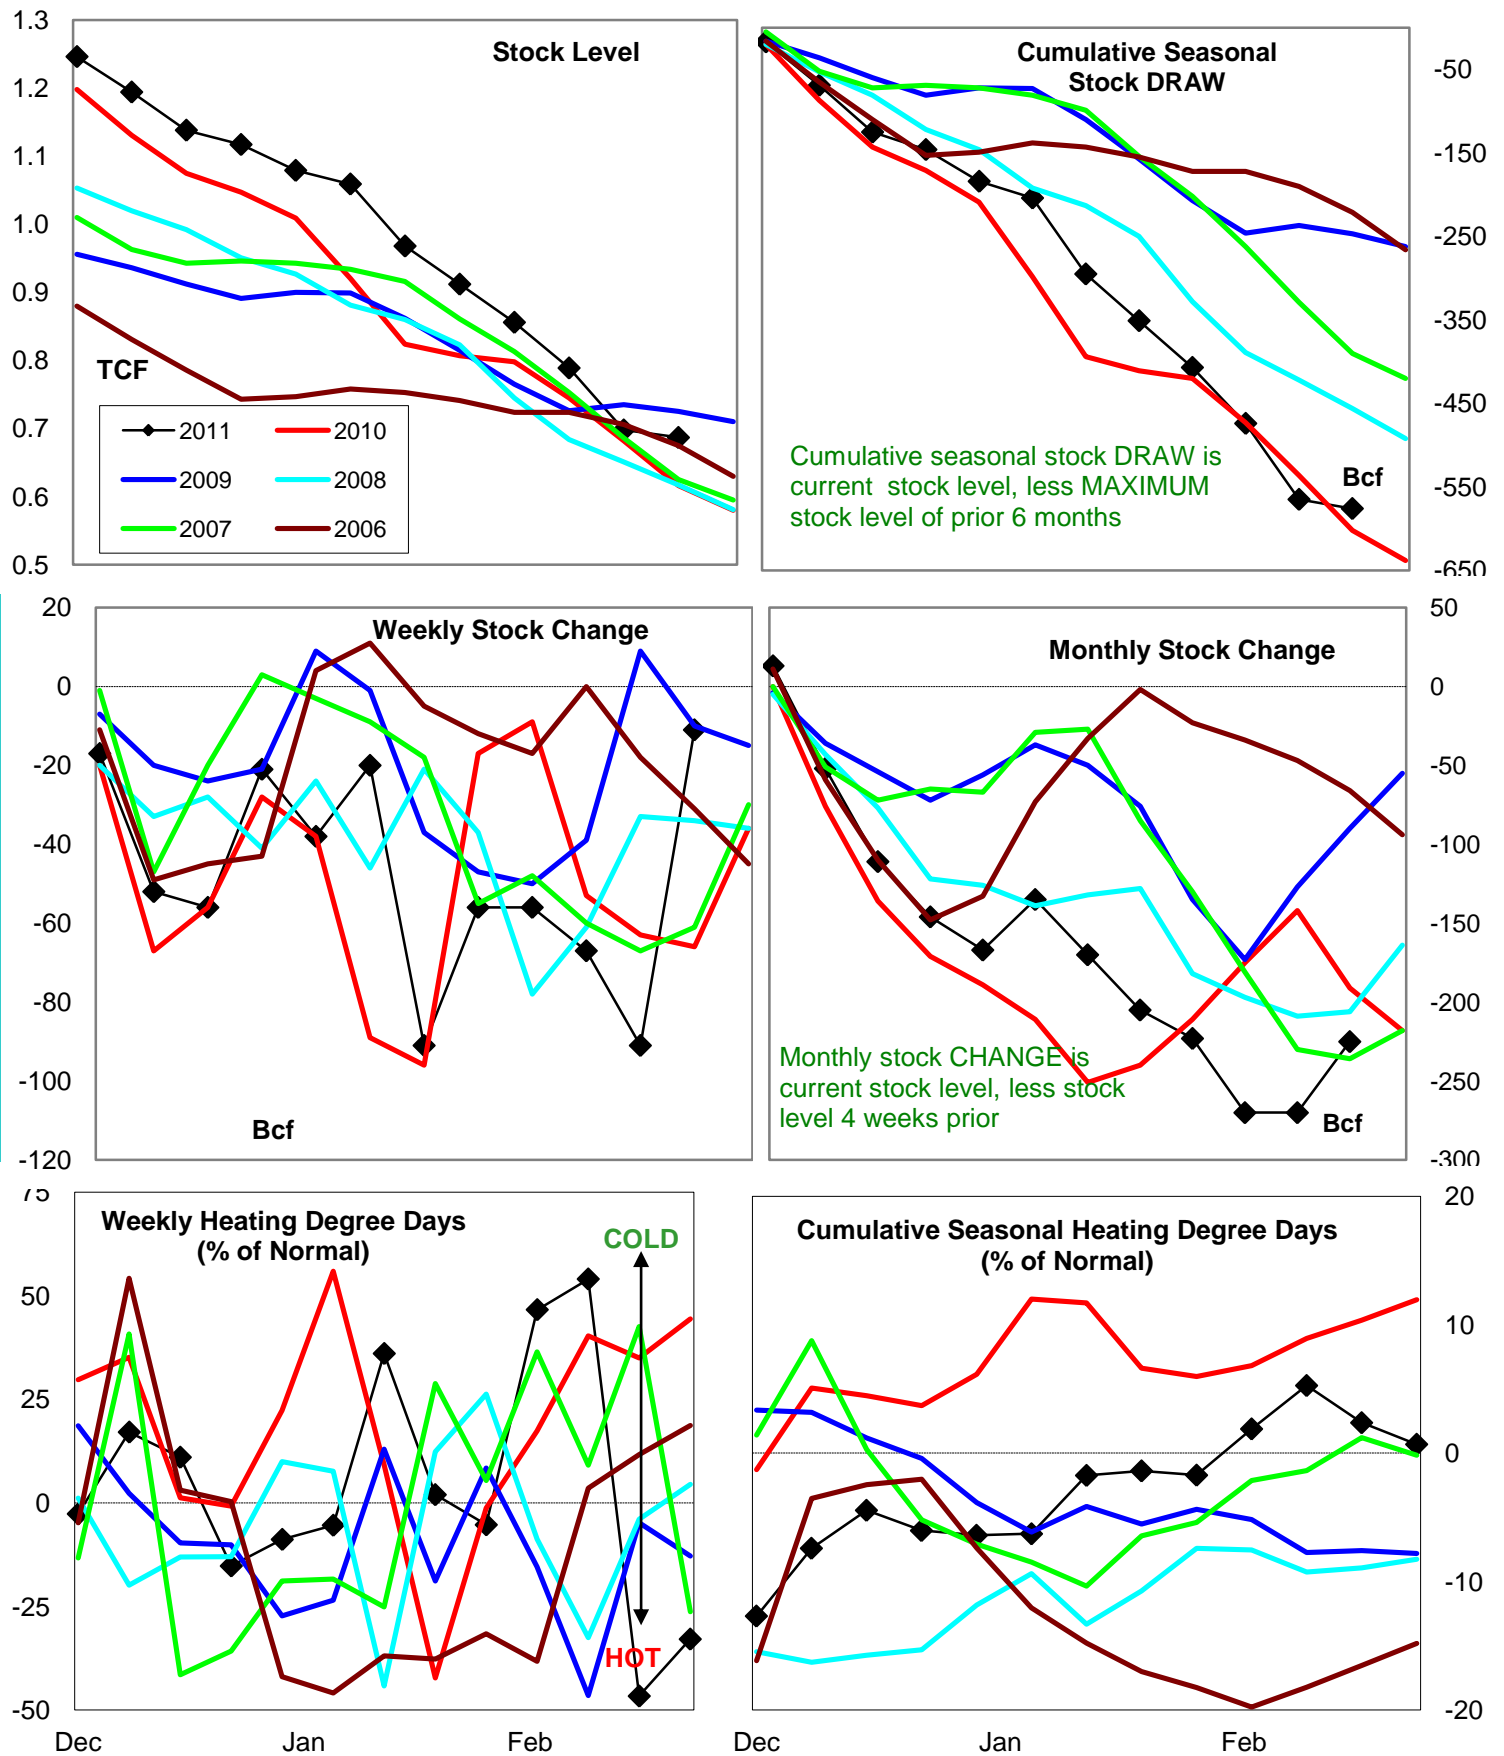 1.3
1.2
1.1
1.0
0.9
0.8
0.7
0.6
0.5
Stock Level
TCF
2011 2010
2009 2008
2007 2006
Cumulative Seasonal
Stock DRAW
-50
-150
-250
-350
-450
-550
-650
Cumulative seasonal stock DRAW is
current stock level, less MAXIMUM
stock level of prior 6 months
Bcf
20
0
-20
-40
-60
-80
-100
-120
Weekly Stock Change
Bcf
Monthly Stock Change
50
0
-50
-100
-150
-200
-250
-300
Monthly stock CHANGE is
current stock level, less stock
level 4 weeks prior
Bcf
75
50
25
0
-25
-50
Weekly Heating Degree Days
(% of Normal)
COLD
HOT
Dec Jan Feb
Cumulative Seasonal Heating Degree Days
(% of Normal)
20
10
0
-10
-20
Dec Jan Feb